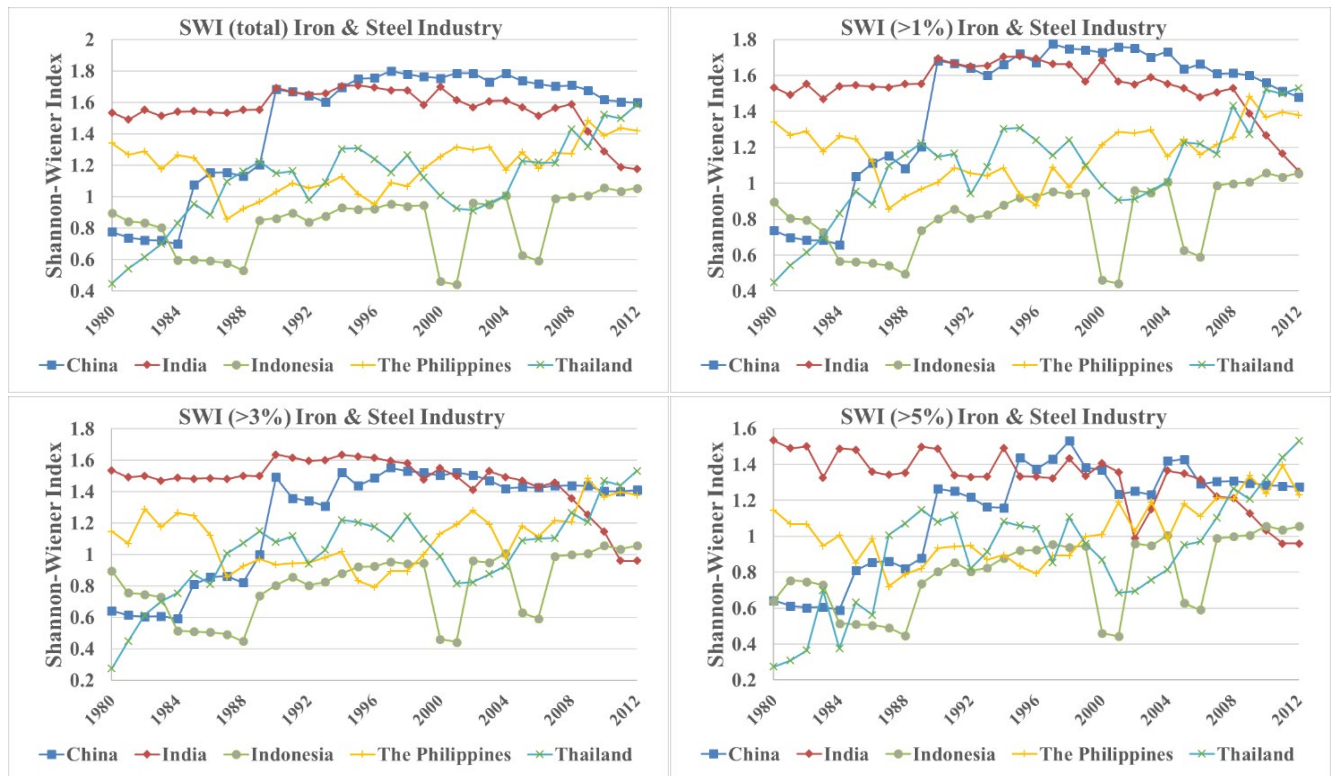 SWI (total) Iron & Steel Industry
Shannon-Wiener Index
2
1.8
1.6
1.4
1.2
1
0.8
0.6
0.4
1980 1984 1988 1992 1996 2000 2004 2008 2012
China India Indonesia The Philippines Thailand
SWI (>1%) Iron & Steel Industry
Shannon-Wiener Index
1.8
1.6
1.4
1.2
1
0.8
0.6
0.4
1980 1984 1988 1992 1996 2000 2004 2008 2012
China India Indonesia The Philippines Thailand
SWI (>3%) Iron & Steel Industry
Shannon-Wiener Index
1.8
1.6
1.4
1.2
1
0.8
0.6
0.4
0.2
1980 1984 1988 1992 1996 2000 2004 2008 2012
China India Indonesia The Philippines Thailand
SWI (>5%) Iron & Steel Industry
Shannon-Wiener Index
1.6
1.4
1.2
1
0.8
0.6
0.4
0.2
1980 1984 1988 1992 1996 2000 2004 2008 2012
China India Indonesia The Philippines Thailand